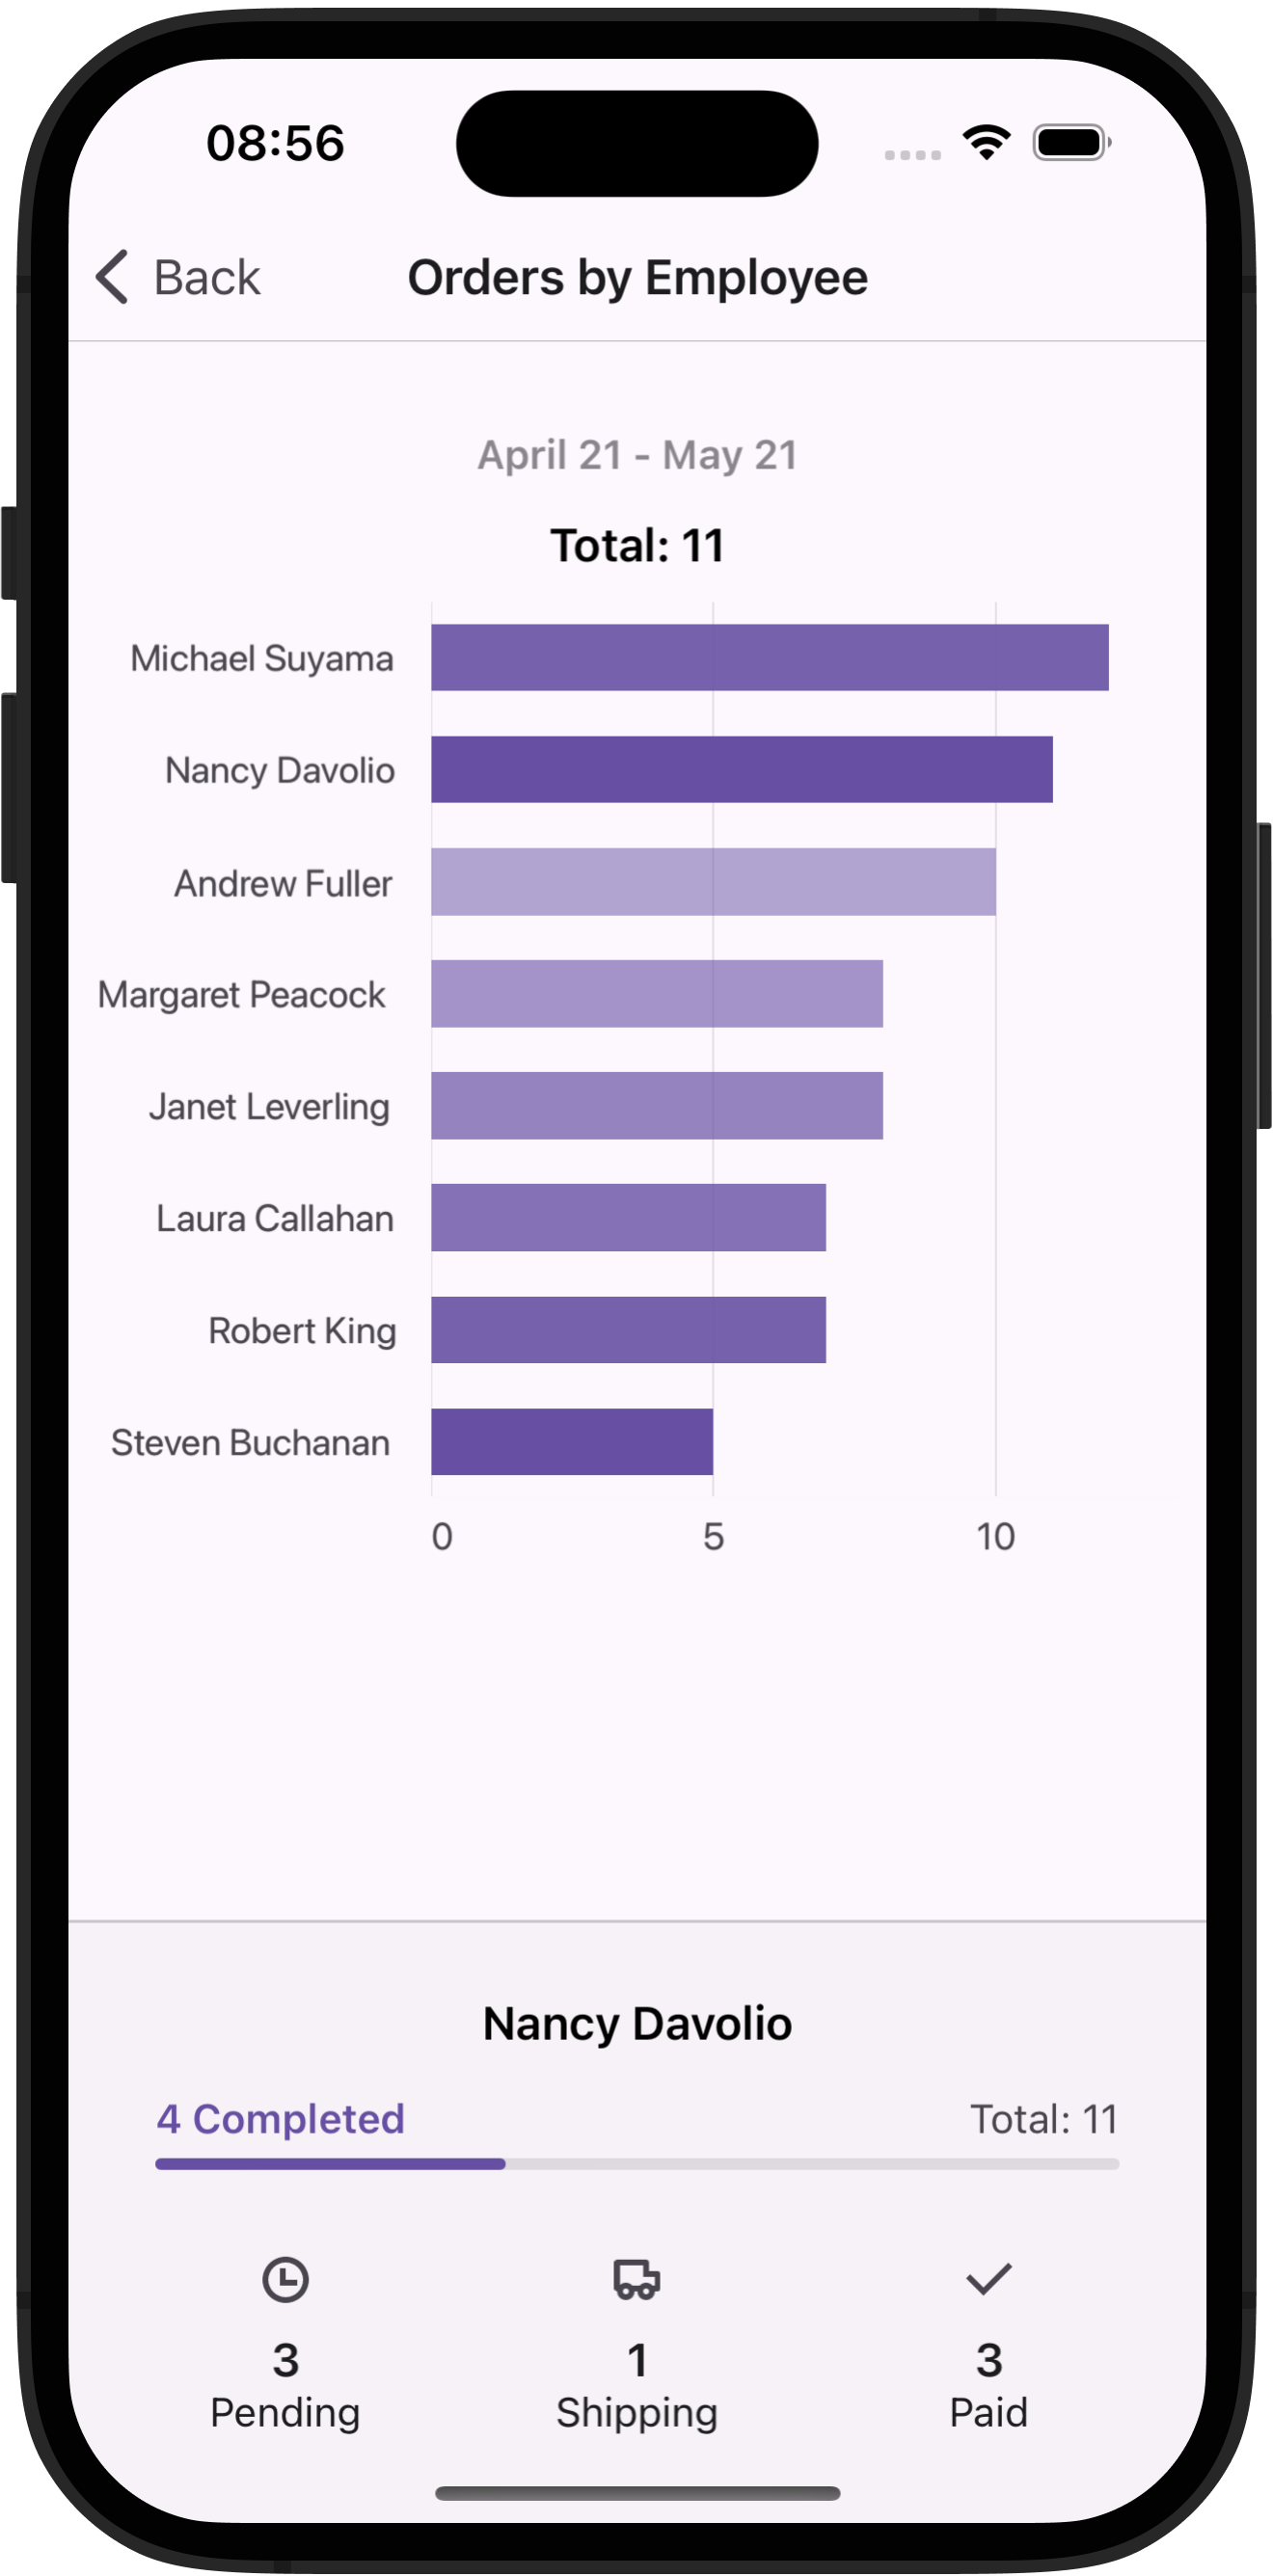 08:56
Back
Orders by Employee
April 21 - May 21
Total: 11
Michael Suyama
Nancy Davolio
Andrew Fuller
Margaret Peacock
Janet Leverling
Laura Callahan
Robert King
Steven Buchanan
0 5 10
Nancy Davolio
4 Completed Total: 11
3 1 3
Pending Shipping Paid